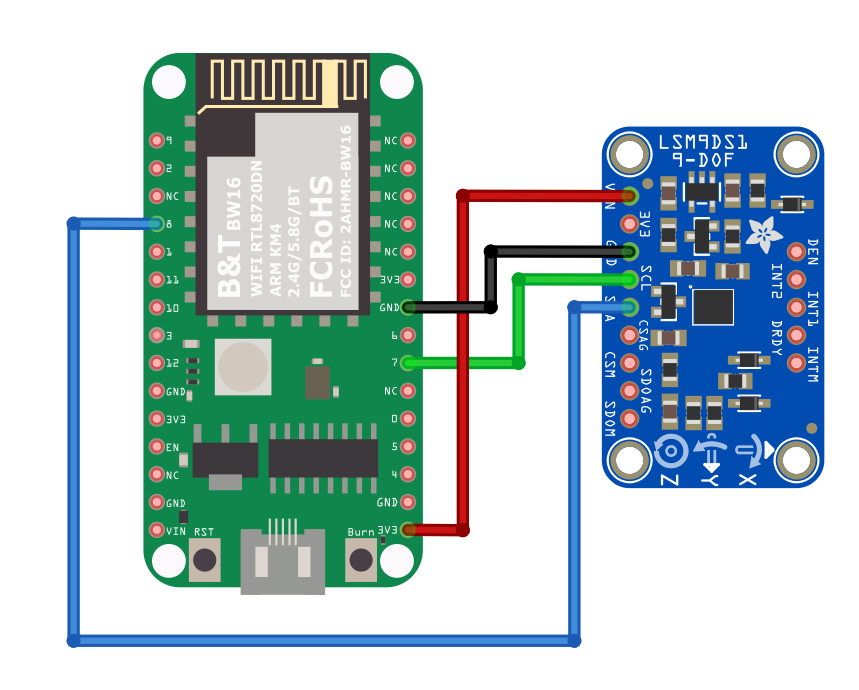 9
2
NC
8
1
11
10
3
12
GND
3V3
EN
NC
GND
VIN
RST
Burn
B&T BW16
WIFI RTL8720DN
ARM KM4
2.4G/5.8G/BT
FCRoHS
FCC ID: 2AHMR-BW16
NC
NC
NC
NC
NC
3V3
GND
6
7
NC
0
5
4
GND
3V3
LSM9DS1
9-DOF
3V3
SCL
CSAG
CSM
SDOAG
SDOM
DEN
INT2
INT1
DRDY
INTM
Z
Y
X